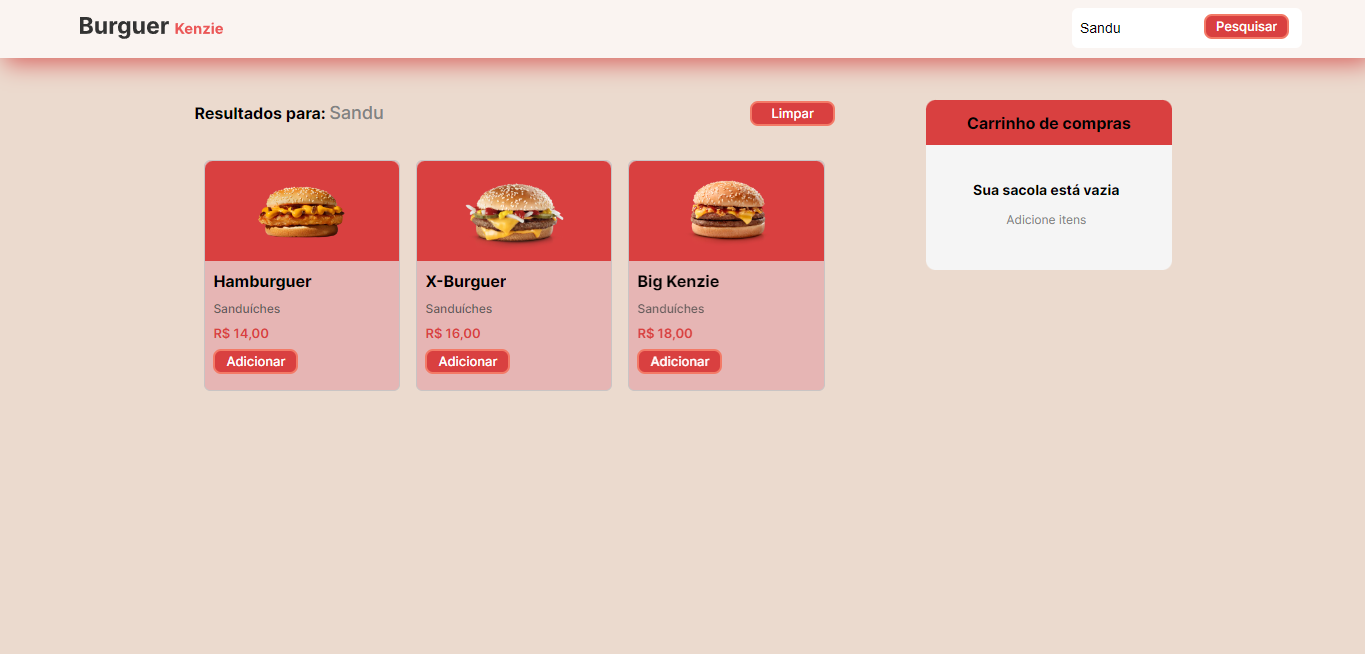 Burguer Kenzie
Sandu
Pesquisar
Resultados para: Sandu
Limpar
Hamburguer
Sanduíches
R$ 14,00
Adicionar
X-Burguer
Sanduíches
R$ 16,00
Adicionar
Big Kenzie
Sanduíches
R$ 18,00
Adicionar
Carrinho de compras
Sua sacola está vazia
Adicione itens